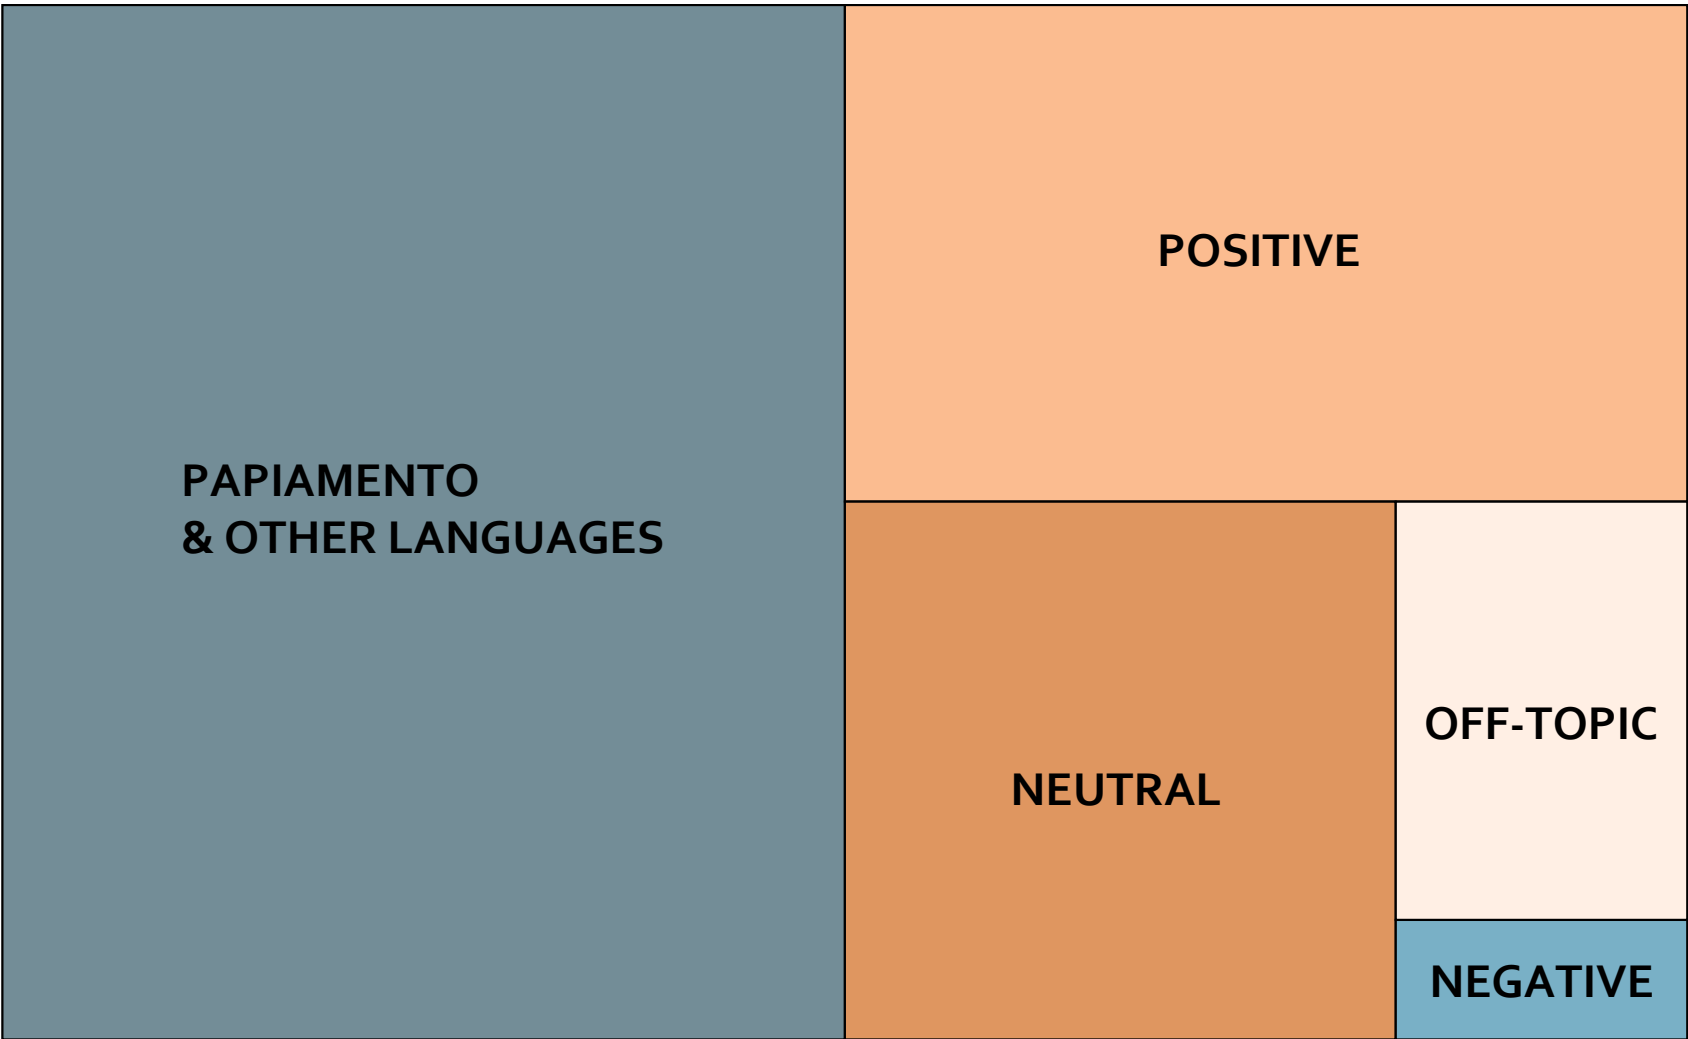 PAPIAMENTO
& OTHER LANGUAGES
POSITIVE
NEUTRAL
OFF-TOPIC
NEGATIVE